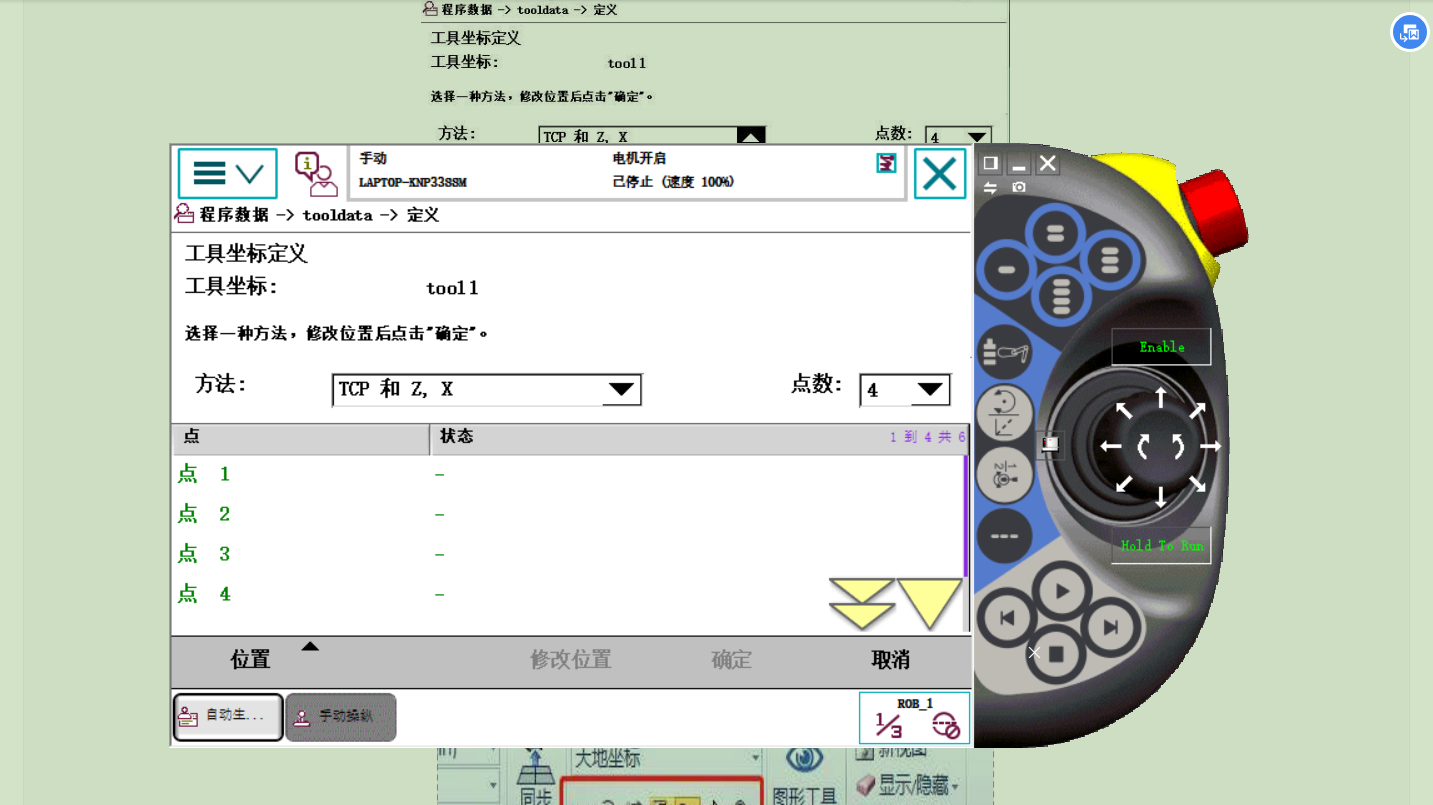 程序数据 -> tooldata -> 定义
工具坐标定义
工具坐标: tool1
选择一种方法，修改位置后点击"确定"。
方法: TCP 和 Z, X 点数: 4
手动 电机开启
LAPTOP-KNP33S8M 己停止 (速度 100%)
程序数据 -> tooldata -> 定义
工具坐标定义
工具坐标: tool1
选择一种方法，修改位置后点击"确定"。
方法: TCP 和 Z, X 点数: 4
点 状态 1 到 4 共 6
点 1 -
点 2 -
点 3 -
点 4 -
位置 修改位置 确定 取消
自动生... 手动操纵
ROB_1
1/3
Enable
Hold To Run
大地坐标 新视图
同步 图形工具 显示/隐藏